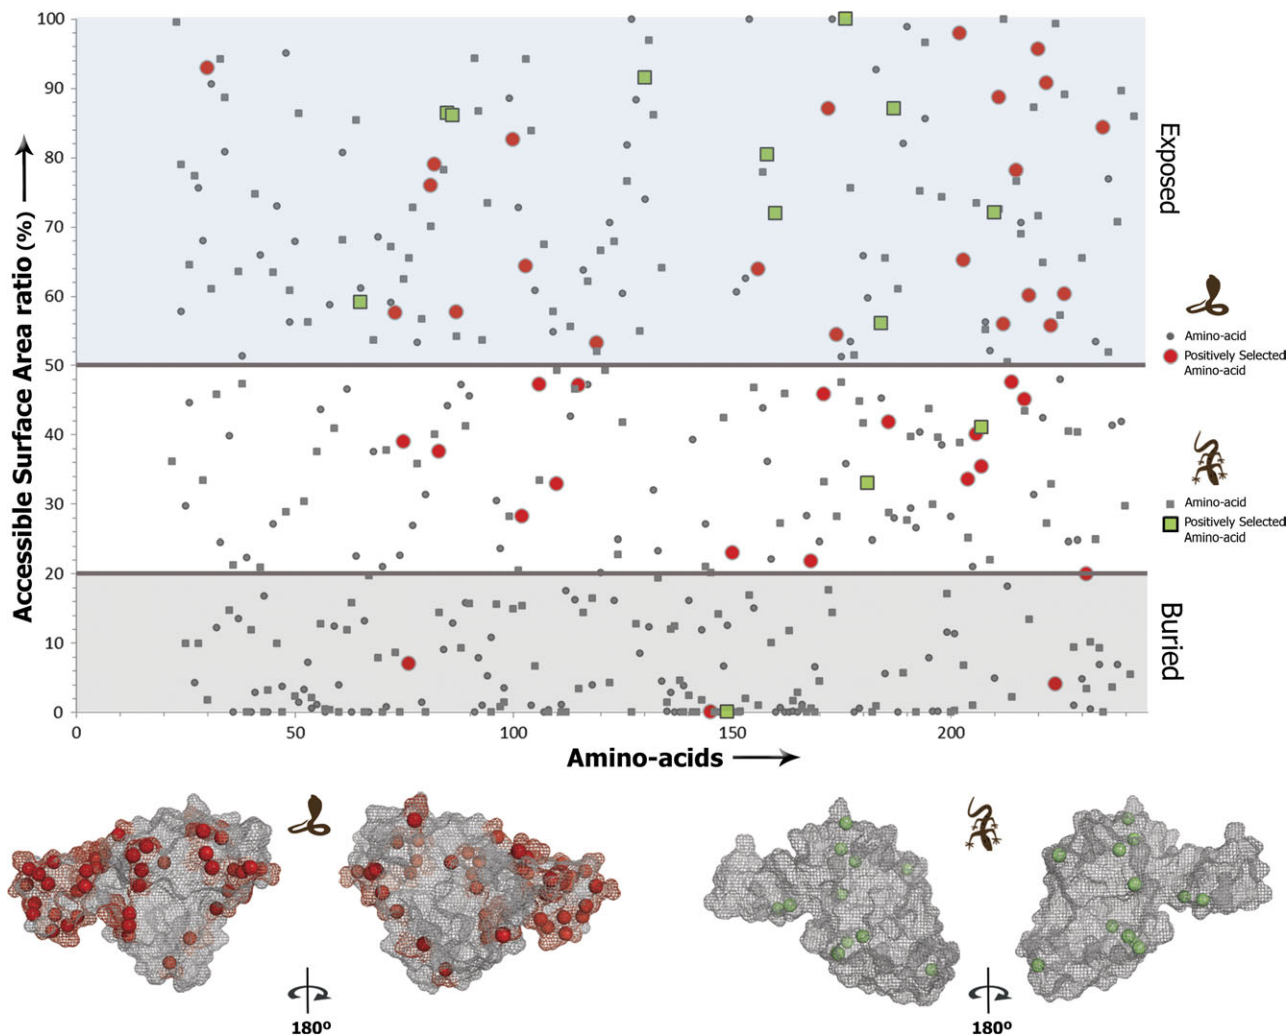 Accessible Surface Area ratio (%)
100
90
80
70
60
50
40
30
20
10
0
0
50
100
150
200
Amino-acids
Exposed
Buried
Amino-acid
Positively Selected
Amino-acid
Amino-acid
Positively Selected
Amino-acid
180º
180º